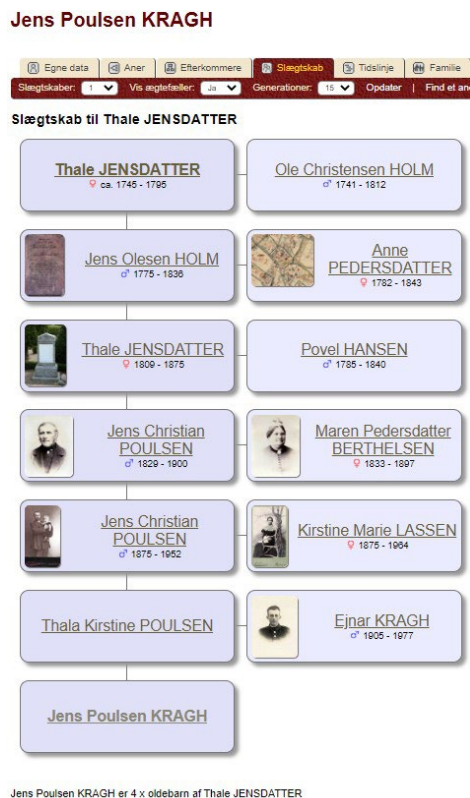 Jens Poulsen KRAGH
Egne data Aner Efterkommere Slægtskab Tidslinje Familie
Slægtskaber: 1 Vis ægtefæller: Ja Generationer: 15 Opdater | Find et an
Slægtskab til Thale JENSDATTER
Thale JENSDATTER
♀ ca. 1745 - 1795
Ole Christensen HOLM
♂ 1741 - 1812
Jens Olesen HOLM
♂ 1775 - 1836
Anne
PEDERSDATTER
♀ 1782 - 1843
Thale JENSDATTER
♀ 1809 - 1875
Povel HANSEN
♂ 1785 - 1840
Jens Christian
POULSEN
♂ 1829 - 1900
Maren Pedersdatter
BERTHELSEN
♀ 1833 - 1897
Jens Christian
POULSEN
♂ 1875 - 1952
Kirstine Marie LASSEN
♀ 1875 - 1964
Thala Kirstine POULSEN
Ejnar KRAGH
♂ 1905 - 1977
Jens Poulsen KRAGH
Jens Poulsen KRAGH er 4 x oldebarn af Thale JENSDATTER